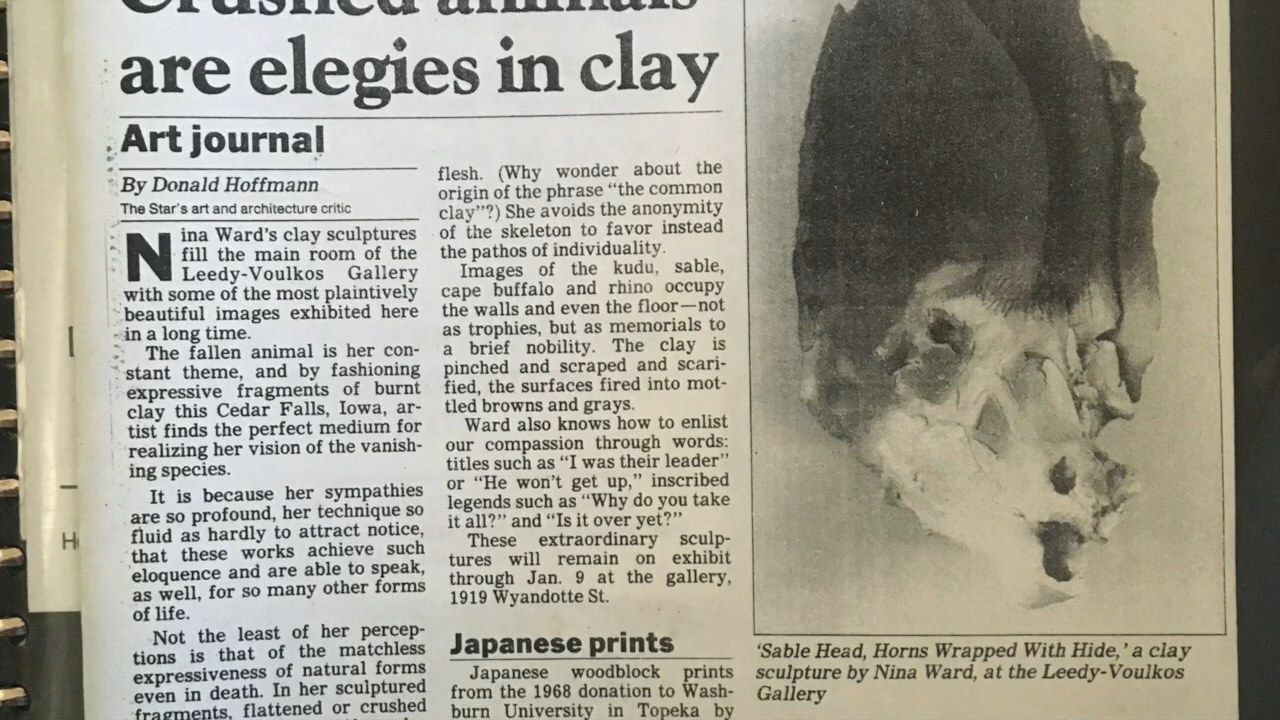 Crushed animals
are elegies in clay
Art journal
By Donald Hoffmann
The Star's art and architecture critic
Nina Ward's clay sculptures
fill the main room of the
Leedy-Voulkos Gallery
with some of the most plaintively
beautiful images exhibited here
in a long time.
The fallen animal is her con-
stant theme, and by fashioning
expressive fragments of burnt
clay this Cedar Falls, Iowa, ar-
tist finds the perfect medium for
realizing her vision of the vanish-
ing species.
It is because her sympathies
are so profound, her technique so
fluid as hardly to attract notice,
that these works achieve such
eloquence and are able to speak,
as well, for so many other forms
of life.
Not the least of her percep-
tions is that of the matchless
expressiveness of natural forms
even in death. In her sculptured
fragments, flattened or crushed
flesh. (Why wonder about the
origin of the phrase "the common
clay"?) She avoids the anonymity
of the skeleton to favor instead
the pathos of individuality.
Images of the kudu, sable,
cape buffalo and rhino occupy
the walls and even the floor—not
as trophies, but as memorials to
a brief nobility. The clay is
pinched and scraped and scari-
fied, the surfaces fired into mot-
tled browns and grays.
Ward also knows how to enlist
our compassion through words:
titles such as "I was their leader"
or "He won't get up," inscribed
legends such as "Why do you take
it all?" and "Is it over yet?"
These extraordinary sculp-
tures will remain on exhibit
through Jan. 9 at the gallery,
1919 Wyandotte St.
Japanese prints
Japanese woodblock prints
from the 1968 donation to Wash-
burn University in Topeka by
'Sable Head, Horns Wrapped With Hide,' a clay
sculpture by Nina Ward, at the Leedy-Voulkos
Gallery